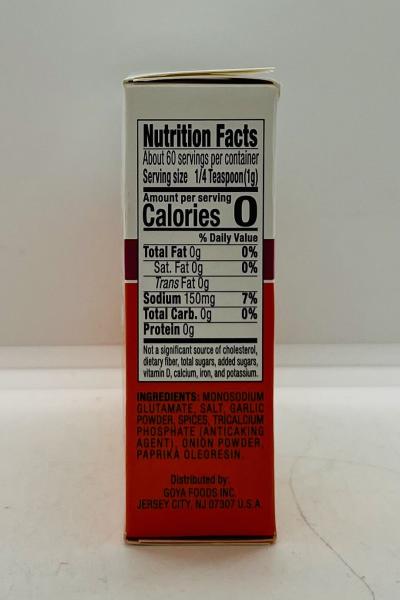 Nutrition Facts
About 60 servings per container
Serving size 1/4 Teaspoon(1g)
Amount per serving
Calories 0
% Daily Value
Total Fat 0g 0%
Sat. Fat 0g 0%
Trans Fat 0g
Sodium 150mg 7%
Total Carb. 0g 0%
Protein 0g
Not a significant source of cholesterol,
dietary fiber, total sugars, added sugars,
vitamin D, calcium, iron, and potassium.
INGREDIENTS: MONOSODIUM
GLUTAMATE, SALT, GARLIC
POWDER, SPICES, TRICALCIUM
PHOSPHATE (ANTICAKING
AGENT), ONION POWDER,
PAPRIKA OLEORESIN.
Distributed by:
GOYA FOODS INC.
JERSEY CITY, NJ 07307 U.S.A.